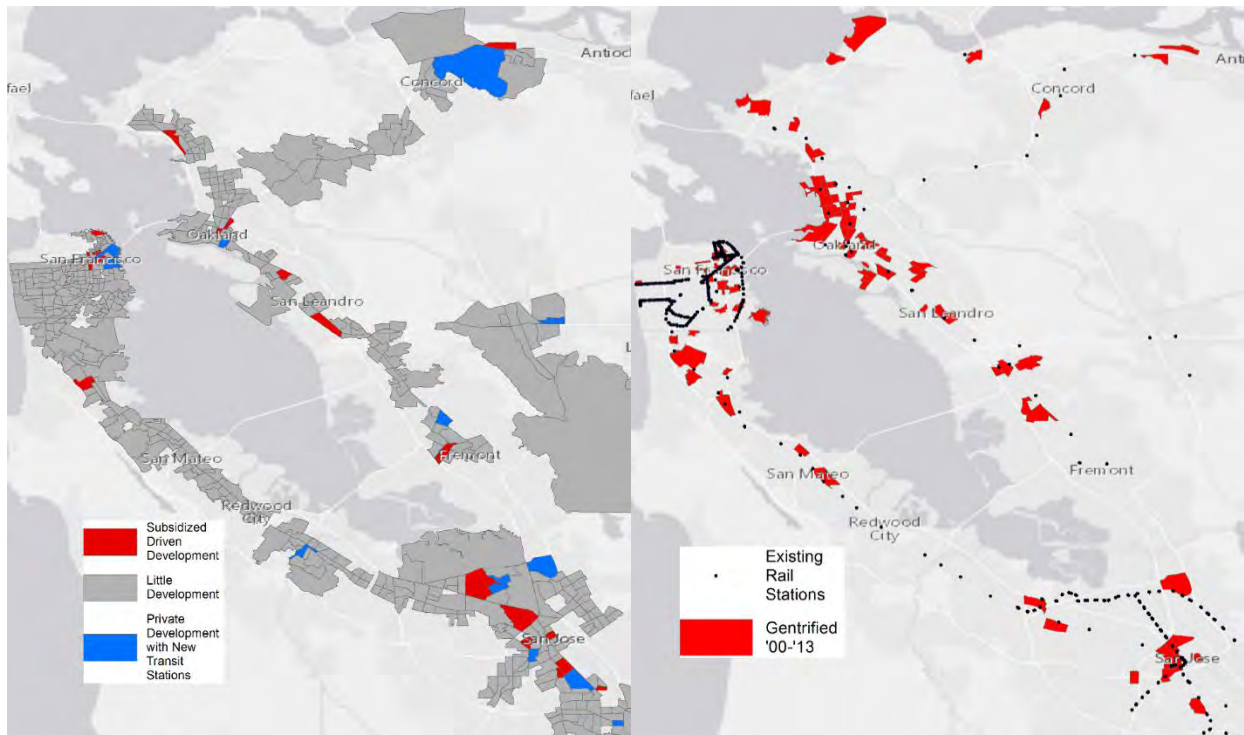 Antioch
Concord
fael
Oakland
San Francisco
San Leandro
L
Fremont
San Mateo
Redwood
City
San Jose
Subsidized
Driven
Development
Little
Development
Private
Development
with New
Transit
Stations
Ant
Concord
fael
Oakland
San Francisco
San Leandro
L
Fremont
San Mateo
Redwood
City
San Jose
Existing
Rail
Stations
Gentrified
'00-'13